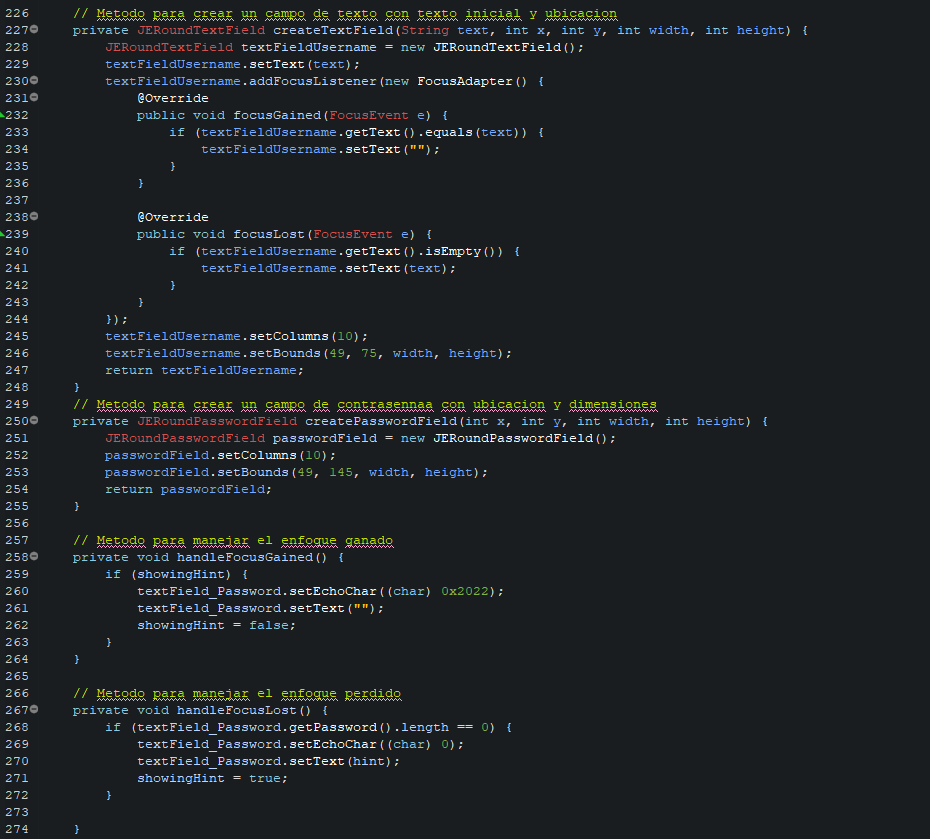 226 // Metodo para crear un campo de texto con texto inicial y ubicacion
227 private JERoundTextField createTextField(String text, int x, int y, int width, int height) {
228 JERoundTextField textFieldUsername = new JERoundTextField();
229 textFieldUsername.setText(text);
230 textFieldUsername.addFocusListener(new FocusAdapter() {
231 @Override
232 public void focusGained(FocusEvent e) {
233 if (textFieldUsername.getText().equals(text)) {
234 textFieldUsername.setText("");
235 }
236 }
237
238 @Override
239 public void focusLost(FocusEvent e) {
240 if (textFieldUsername.getText().isEmpty()) {
241 textFieldUsername.setText(text);
242 }
243 }
244 });
245 textFieldUsername.setColumns(10);
246 textFieldUsername.setBounds(49, 75, width, height);
247 return textFieldUsername;
248 }
249 // Metodo para crear un campo de contrasennaa con ubicacion y dimensiones
250 private JERoundPasswordField createPasswordField(int x, int y, int width, int height) {
251 JERoundPasswordField passwordField = new JERoundPasswordField();
252 passwordField.setColumns(10);
253 passwordField.setBounds(49, 145, width, height);
254 return passwordField;
255 }
256
257 // Metodo para manejar el enfoque ganado
258 private void handleFocusGained() {
259 if (showingHint) {
260 textField_Password.setEchoChar((char) 0x2022);
261 textField_Password.setText("");
262 showingHint = false;
263 }
264 }
265
266 // Metodo para manejar el enfoque perdido
267 private void handleFocusLost() {
268 if (textField_Password.getPassword().length == 0) {
269 textField_Password.setEchoChar((char) 0);
270 textField_Password.setText(hint);
271 showingHint = true;
272 }
273
274 }